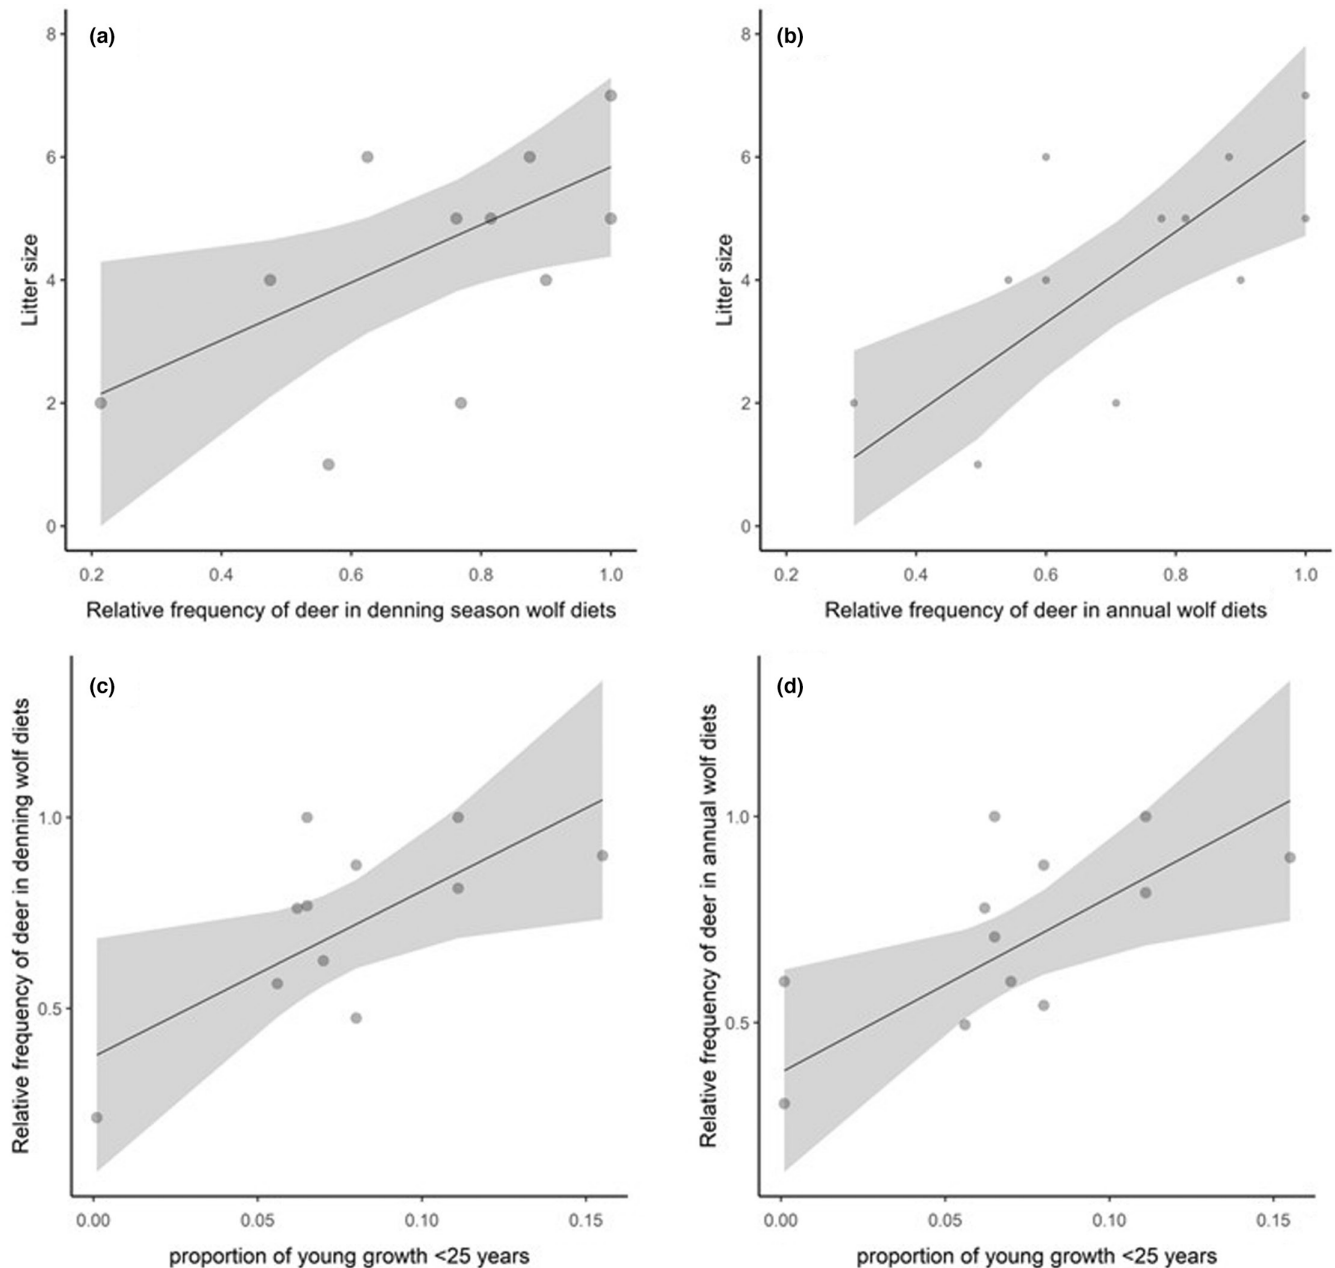 (a)
8
6
4
2
0
Litter size
0.2 0.4 0.6 0.8 1.0
Relative frequency of deer in denning season wolf diets
(b)
8
6
4
2
0
Litter size
0.2 0.4 0.6 0.8 1.0
Relative frequency of deer in annual wolf diets
(c)
1.0
0.5
Relative frequency of deer in denning wolf diets
0.00 0.05 0.10 0.15
proportion of young growth <25 years
(d)
1.0
0.5
Relative frequency of deer in annual wolf diets
0.00 0.05 0.10 0.15
proportion of young growth <25 years